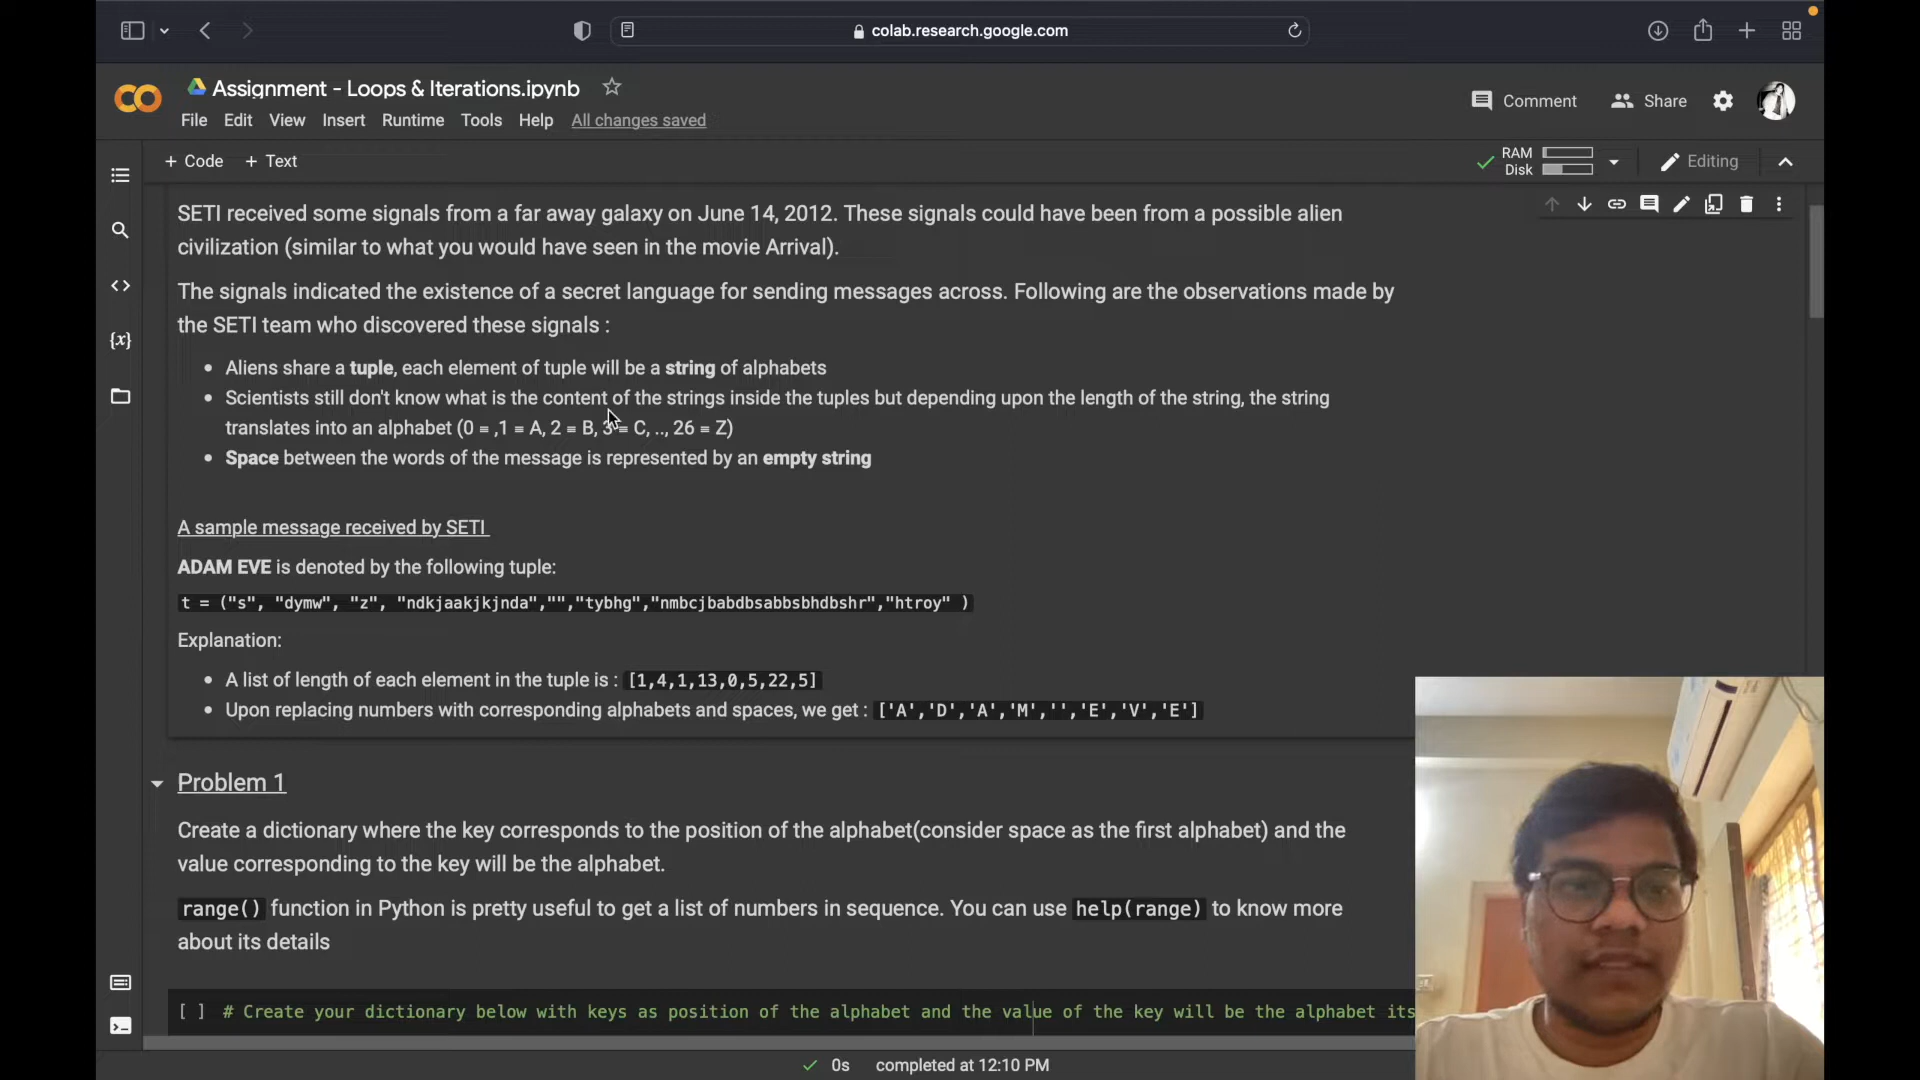 colab.research.google.com
Assignment - Loops & Iterations.ipynb
Comment Share
File Edit View Insert Runtime Tools Help All changes saved
+ Code + Text
RAM
Disk
Editing
SETI received some signals from a far away galaxy on June 14, 2012. These signals could have been from a possible alien
civilization (similar to what you would have seen in the movie Arrival).
The signals indicated the existence of a secret language for sending messages across. Following are the observations made by
the SETI team who discovered these signals :
• Aliens share a tuple, each element of tuple will be a string of alphabets
• Scientists still don't know what is the content of the strings inside the tuples but depending upon the length of the string, the string
translates into an alphabet (0 = ,1 = A, 2 = B, 3 = C, .., 26 = Z)
• Space between the words of the message is represented by an empty string
A sample message received by SETI
ADAM EVE is denoted by the following tuple:
t = ("s", "dymw", "z", "ndkjaakjkjnda","","tybhg","nmbcjbabdbsabbsbhdbshr","htroy" )
Explanation:
• A list of length of each element in the tuple is : [1,4,1,13,0,5,22,5]
• Upon replacing numbers with corresponding alphabets and spaces, we get : ['A','D','A','M','','E','V','E']
Problem 1
Create a dictionary where the key corresponds to the position of the alphabet(consider space as the first alphabet) and the
value corresponding to the key will be the alphabet.
range() function in Python is pretty useful to get a list of numbers in sequence. You can use help(range) to know more
about its details
[ ] # Create your dictionary below with keys as position of the alphabet and the value of the key will be the alphabet its
0s completed at 12:10 PM